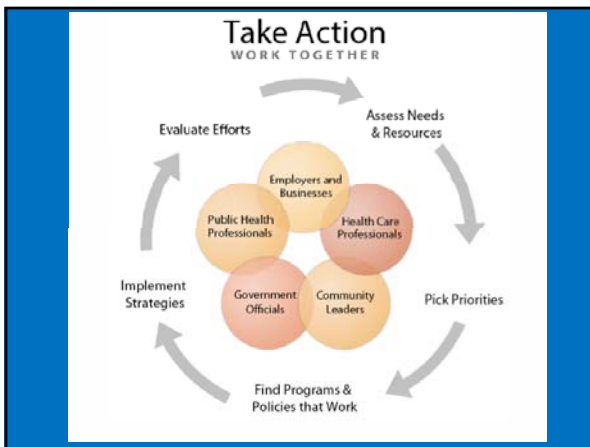 Take Action
WORK TOGETHER
Assess Needs
& Resources
Pick Priorities
Find Programs &
Policies that Work
Implement
Strategies
Evaluate Efforts
Employers and
Businesses
Health Care
Professionals
Community
Leaders
Government
Officials
Public Health
Professionals